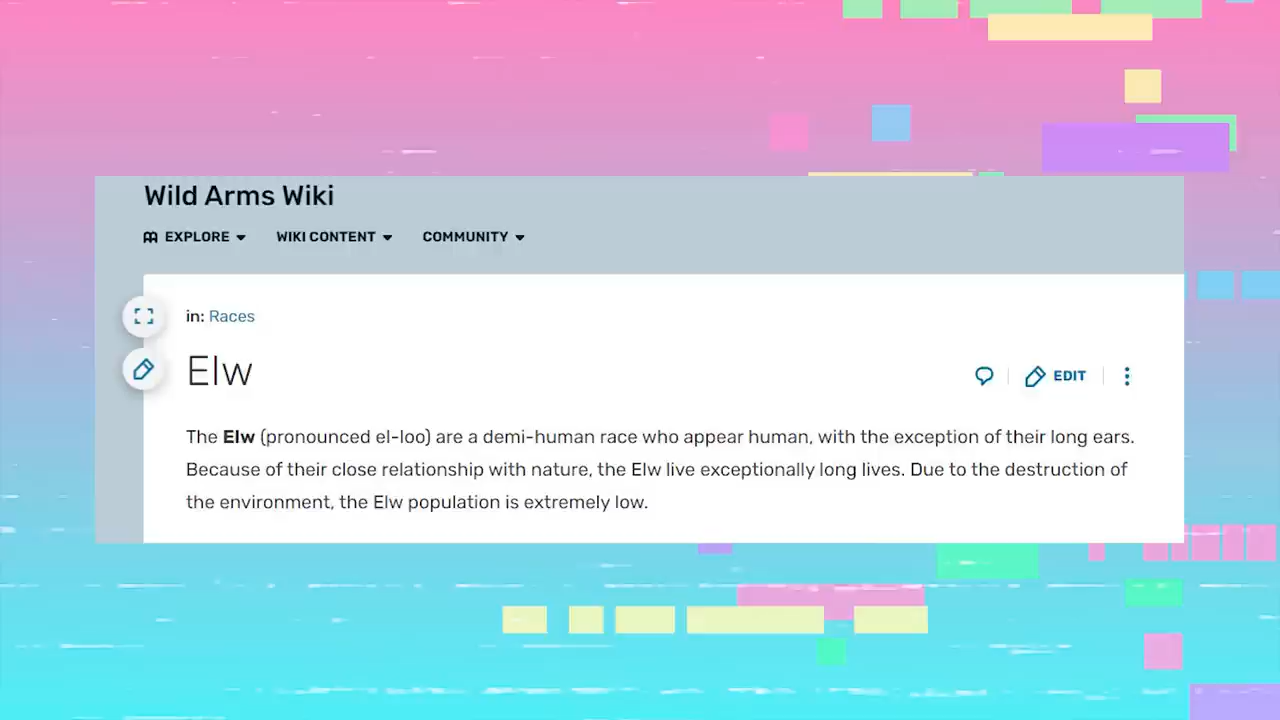 Wild Arms Wiki
EXPLORE WIKI CONTENT COMMUNITY
in: Races
Elw
EDIT
The Elw (pronounced el-loo) are a demi-human race who appear human, with the exception of their long ears.
Because of their close relationship with nature, the Elw live exceptionally long lives. Due to the destruction of
the environment, the Elw population is extremely low.